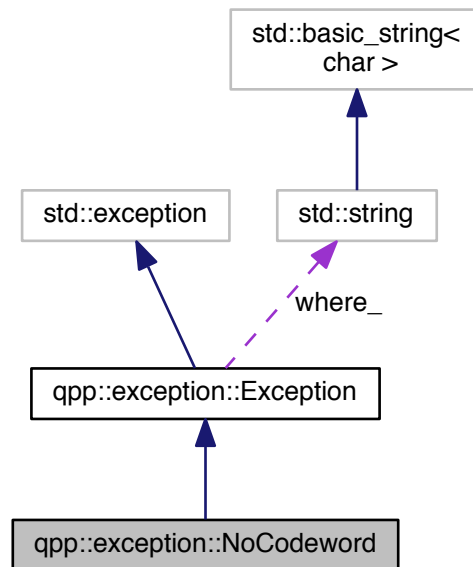 std::basic_string<
char >
std::exception
std::string
where_
qpp::exception::Exception
qpp::exception::NoCodeword